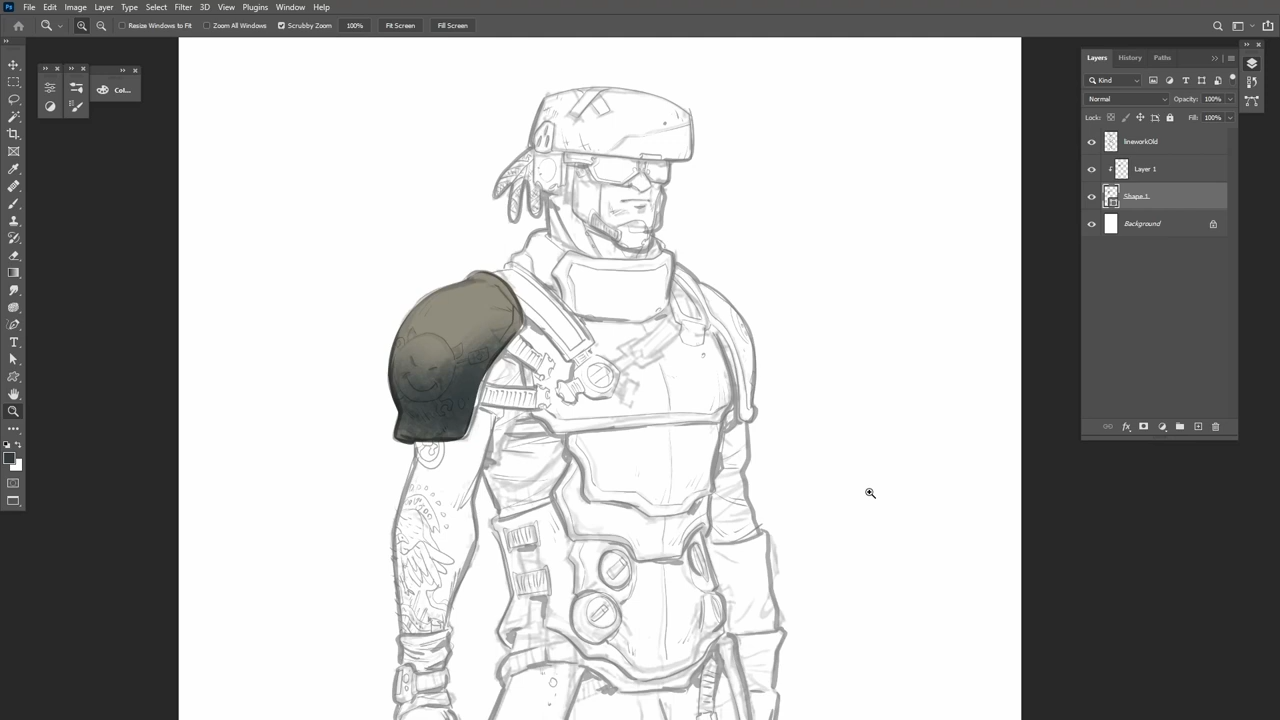 Ps File Edit Image Layer Type Select Filter 3D View Plugins Window Help
Resize Windows to Fit Zoom All Windows Scrubby Zoom 100% Fit Screen Fill Screen
Layers History Paths
Kind
Col...
Normal Opacity: 100%
Lock: Fill: 100%
lineworkOld
Layer 1
Shape 1
Background
fx